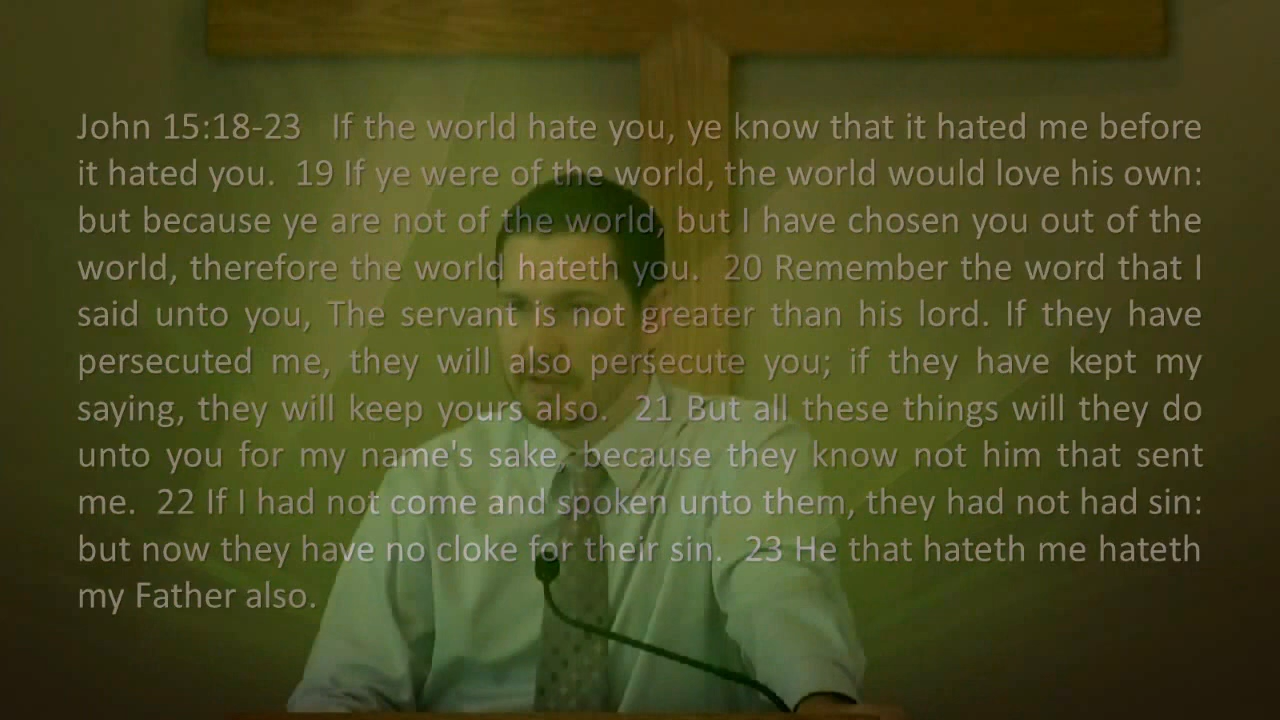 John 15:18-23 If the world hate you, ye know that it hated me before
it hated you. 19 If ye were of the world, the world would love his own:
but because ye are not of the world, but I have chosen you out of the
world, therefore the world hateth you. 20 Remember the word that I
said unto you, The servant is not greater than his lord. If they have
persecuted me, they will also persecute you; if they have kept my
saying, they will keep yours also. 21 But all these things will they do
unto you for my name's sake, because they know not him that sent
me. 22 If I had not come and spoken unto them, they had not had sin:
but now they have no cloke for their sin. 23 He that hateth me hateth
my Father also.